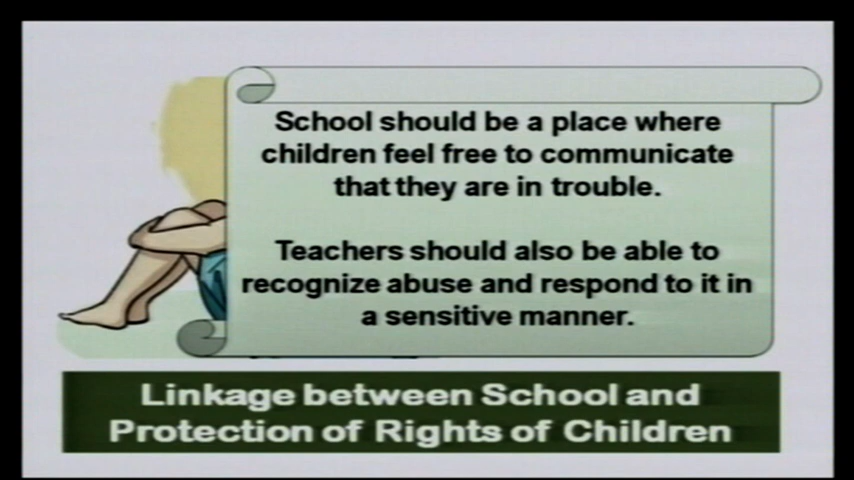 School should be a place where
children feel free to communicate
that they are in trouble.
Teachers should also be able to
recognize abuse and respond to it in
a sensitive manner.
Linkage between School and
Protection of Rights of Children